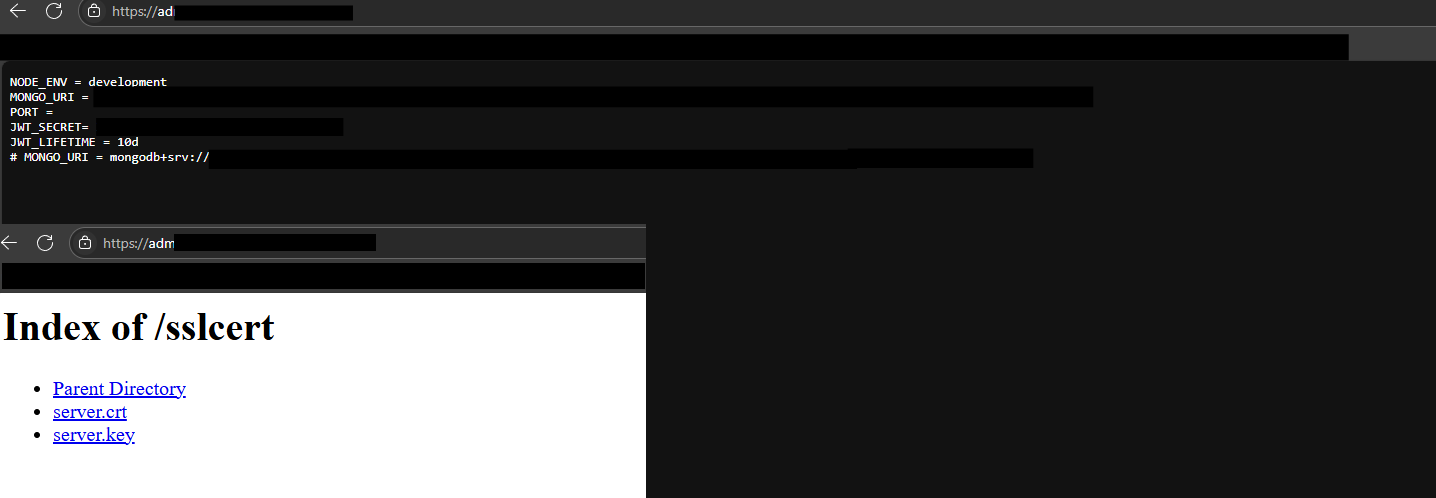 https://ad
NODE_ENV = development
MONGO_URI =
PORT =
JWT_SECRET=
JWT_LIFETIME = 10d
# MONGO_URI = mongodb+srv://
https://adm
Index of /sslcert
Parent Directory
server.crt
server.key